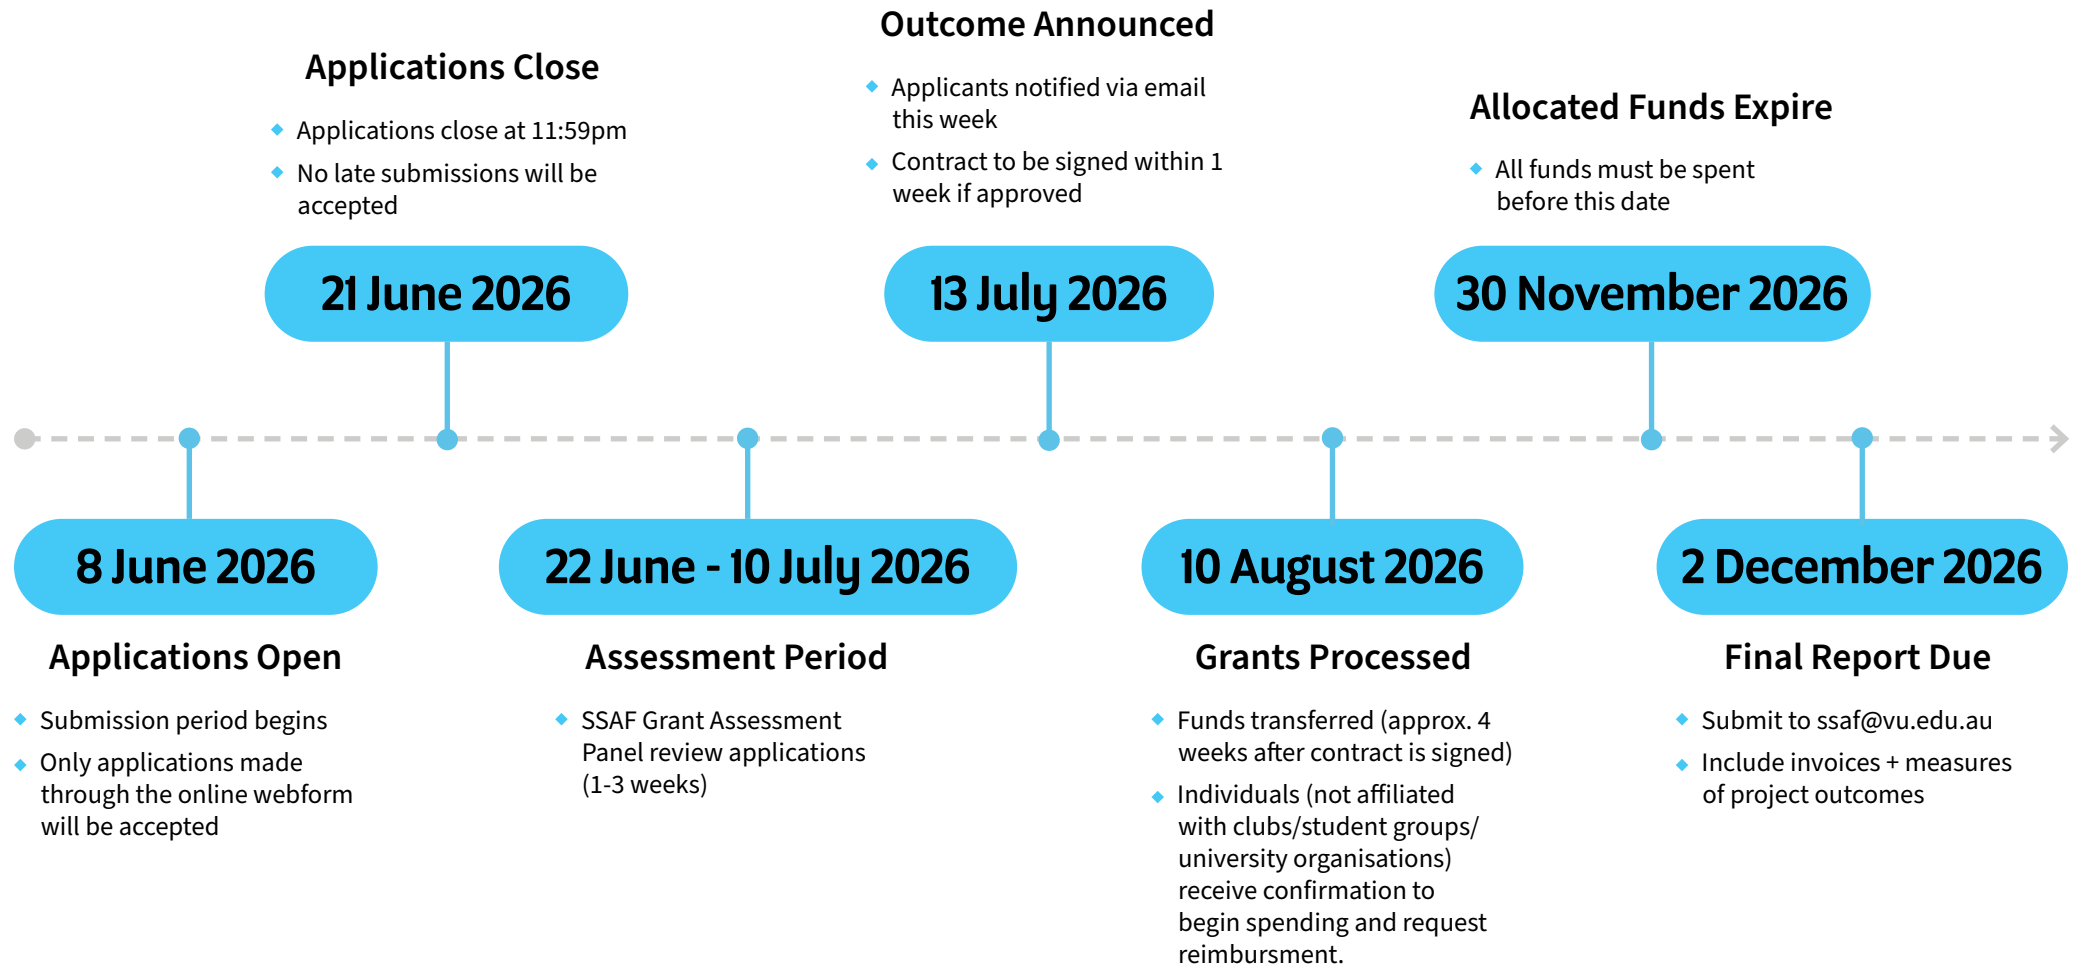 Applications Open
8 June 2026
Submission period begins
Only applications made
through the online webform
will be accepted
Applications Close
Applications close at 11:59pm
No late submissions will be
accepted
21 June 2026
22 June - 10 July 2026
Assessment Period
SSAF Grant Assessment
Panel review applications
(1-3 weeks)
Outcome Announced
Applicants notified via email
this week
Contract to be signed within 1
week if approved
13 July 2026
10 August 2026
Grants Processed
Funds transferred (approx. 4
weeks after contract is signed)
Individuals (not affiliated
with clubs/student groups/
university organisations)
receive confirmation to
begin spending and request
reimbursment.
Allocated Funds Expire
All funds must be spent
before this date
30 November 2026
2 December 2026
Final Report Due
Submit to ssaf@vu.edu.au
Include invoices + measures
of project outcomes